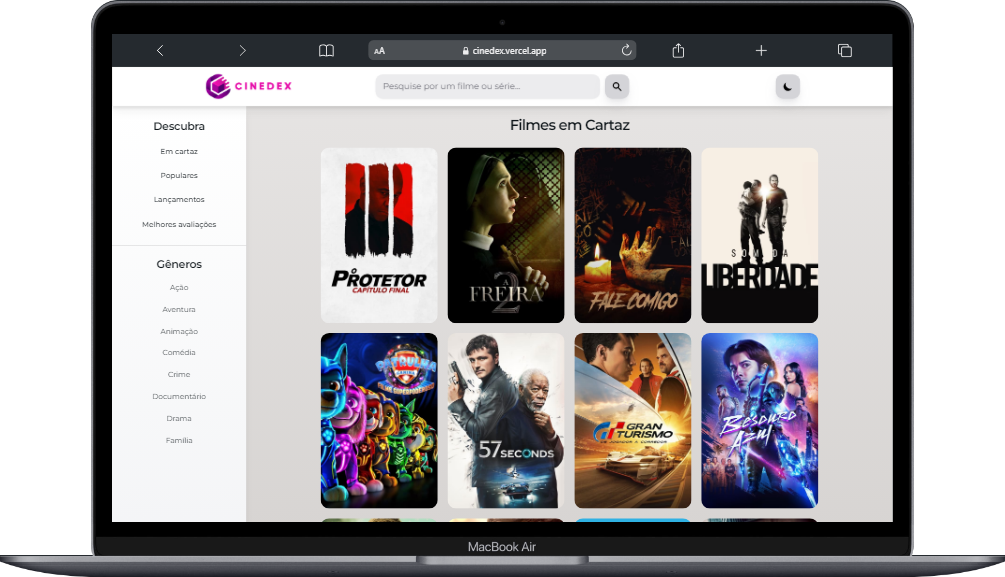 AA
cinedex.vercel.app
CINEDEX
Pesquise por um filme ou série...
Descubra
Em cartaz
Populares
Lançamentos
Melhores avaliações
Gêneros
Ação
Aventura
Animação
Comédia
Crime
Documentário
Drama
Família
Filmes em Cartaz
O
PROTETOR
CAPÍTULO FINAL
A
FREIRA
2
FALE COMIGO
SOM DA
LIBERDADE
PATRULHA
CANINA
57 SECONDS
GRAN
TURISMO
DE JOGADOR A CORREDOR
BESOURO
AZUL
MacBook Air